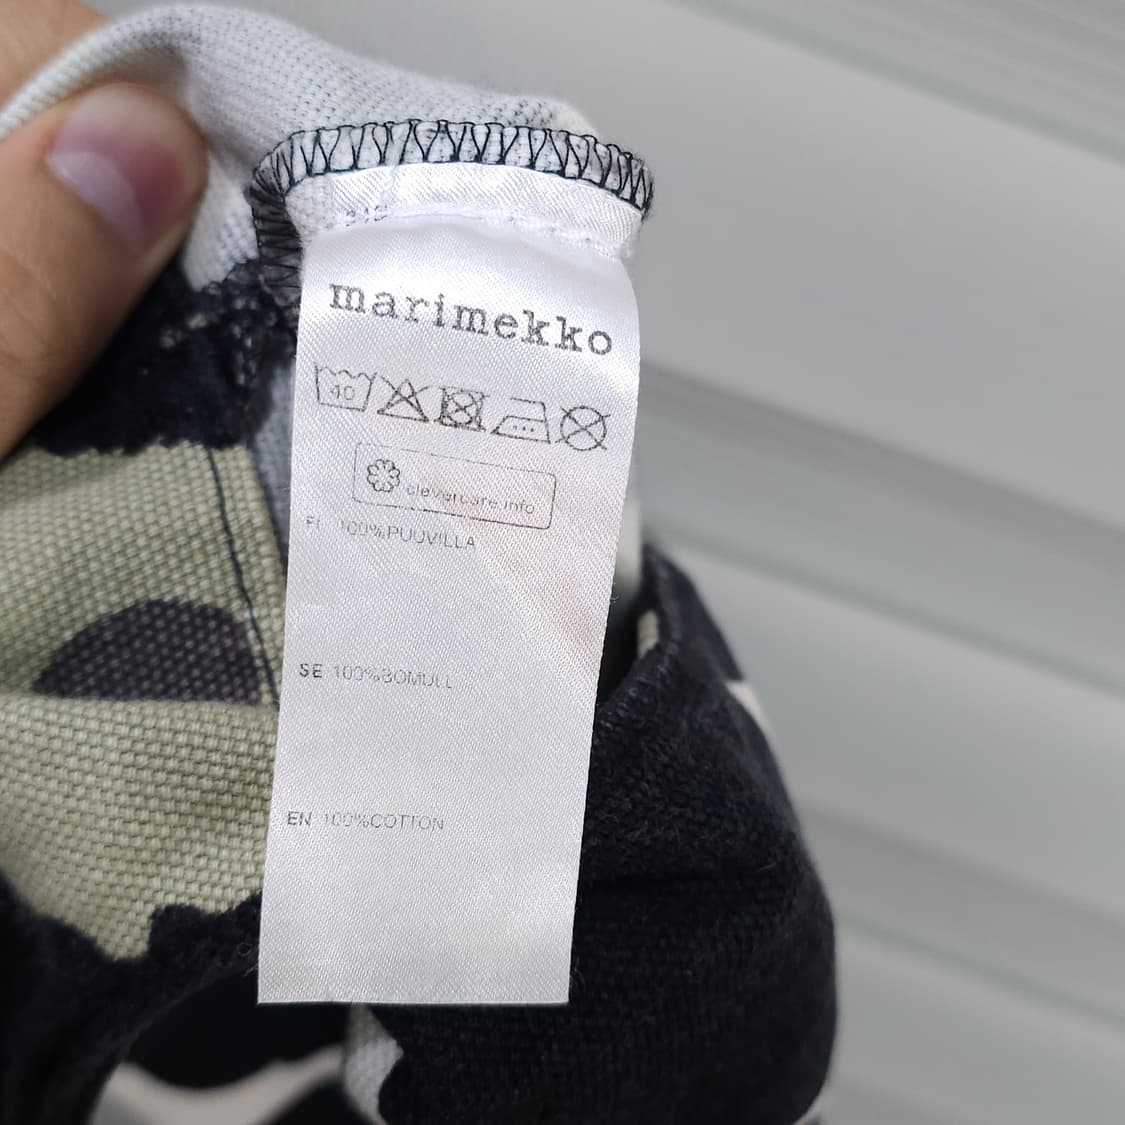 marimekko
40
clevercare.info
FI 100%PUUVILLA
SE 100%BOMULL
EN 100%COTTON